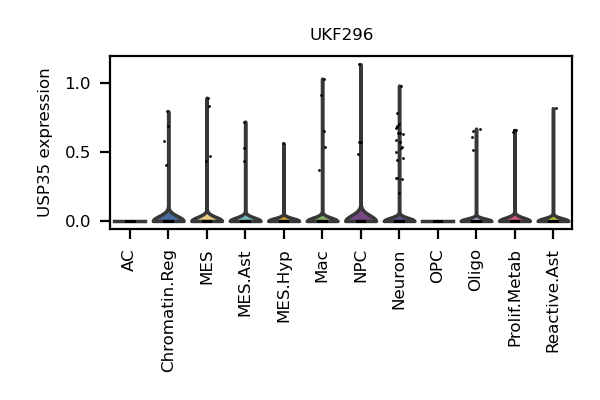 UKF296
USP35 expression
1.0
0.5
0.0
AC
Chromatin.Reg
MES
MES.Ast
MES.Hyp
Mac
NPC
Neuron
OPC
Oligo
Prolif.Metab
Reactive.Ast